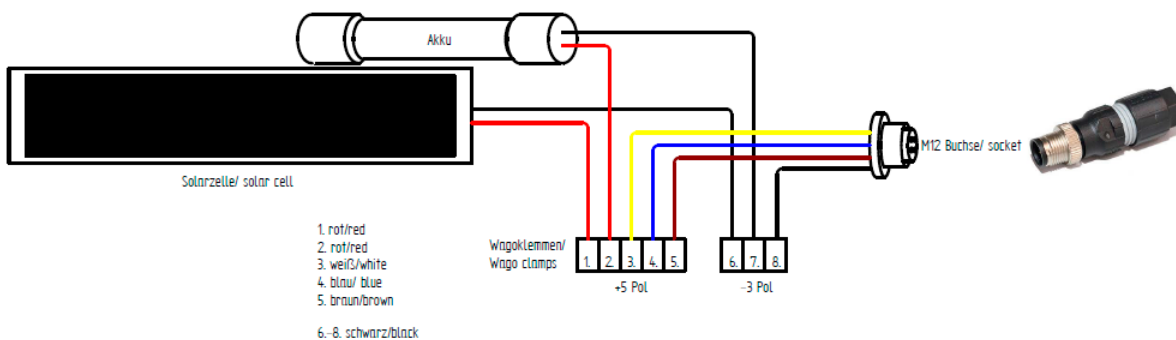 Akku
Solarzelle/ solar cell
M12 Buchse/ socket
1. rot/red
2. rot/red
3. weiß/white
4. blau/ blue
5. braun/brown
6.-8. schwarz/black
Wagoklemmen/
Wago clamps
1. 2. 3. 4. 5.
+5 Pol
6. 7. 8.
-3 Pol